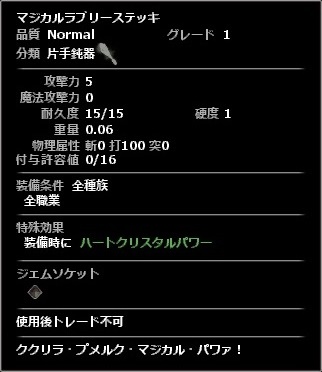 マジカルラブリーステッキ
品質 Normal グレード 1
分類 片手鈍器
攻撃力 5
魔法攻撃力 0
耐久度 15/15 硬度 1
重量 0.06
物理属性 斬0 打100 突0
付与許容値 0/16
装備条件 全種族
全職業
特殊効果
装備時に ハートクリスタルパワー
ジェムソケット
使用後トレード不可
ククリラ・プメルク・マジカル・パワァ！